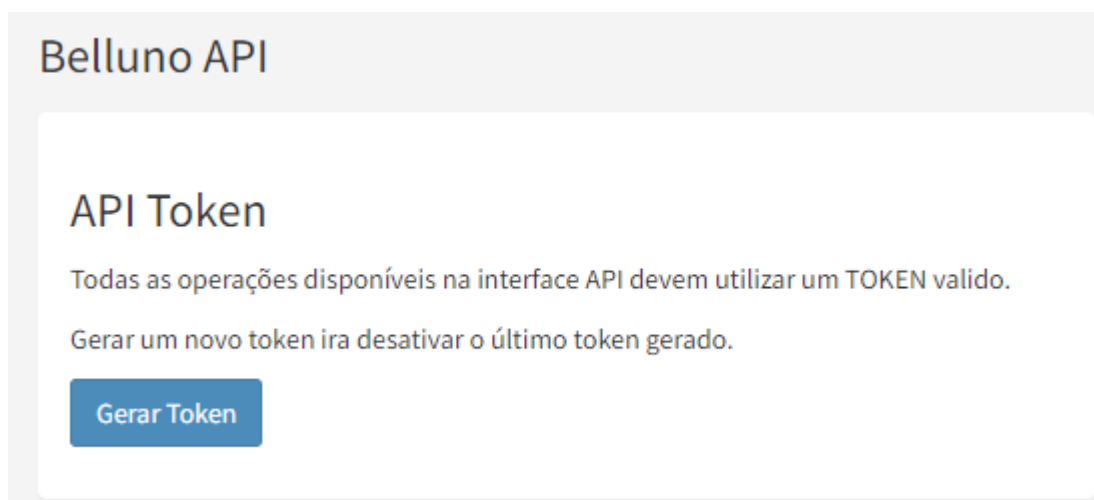 Belluno API
API Token
Todas as operações disponíveis na interface API devem utilizar um TOKEN valido.
Gerar um novo token ira desativar o último token gerado.
Gerar Token